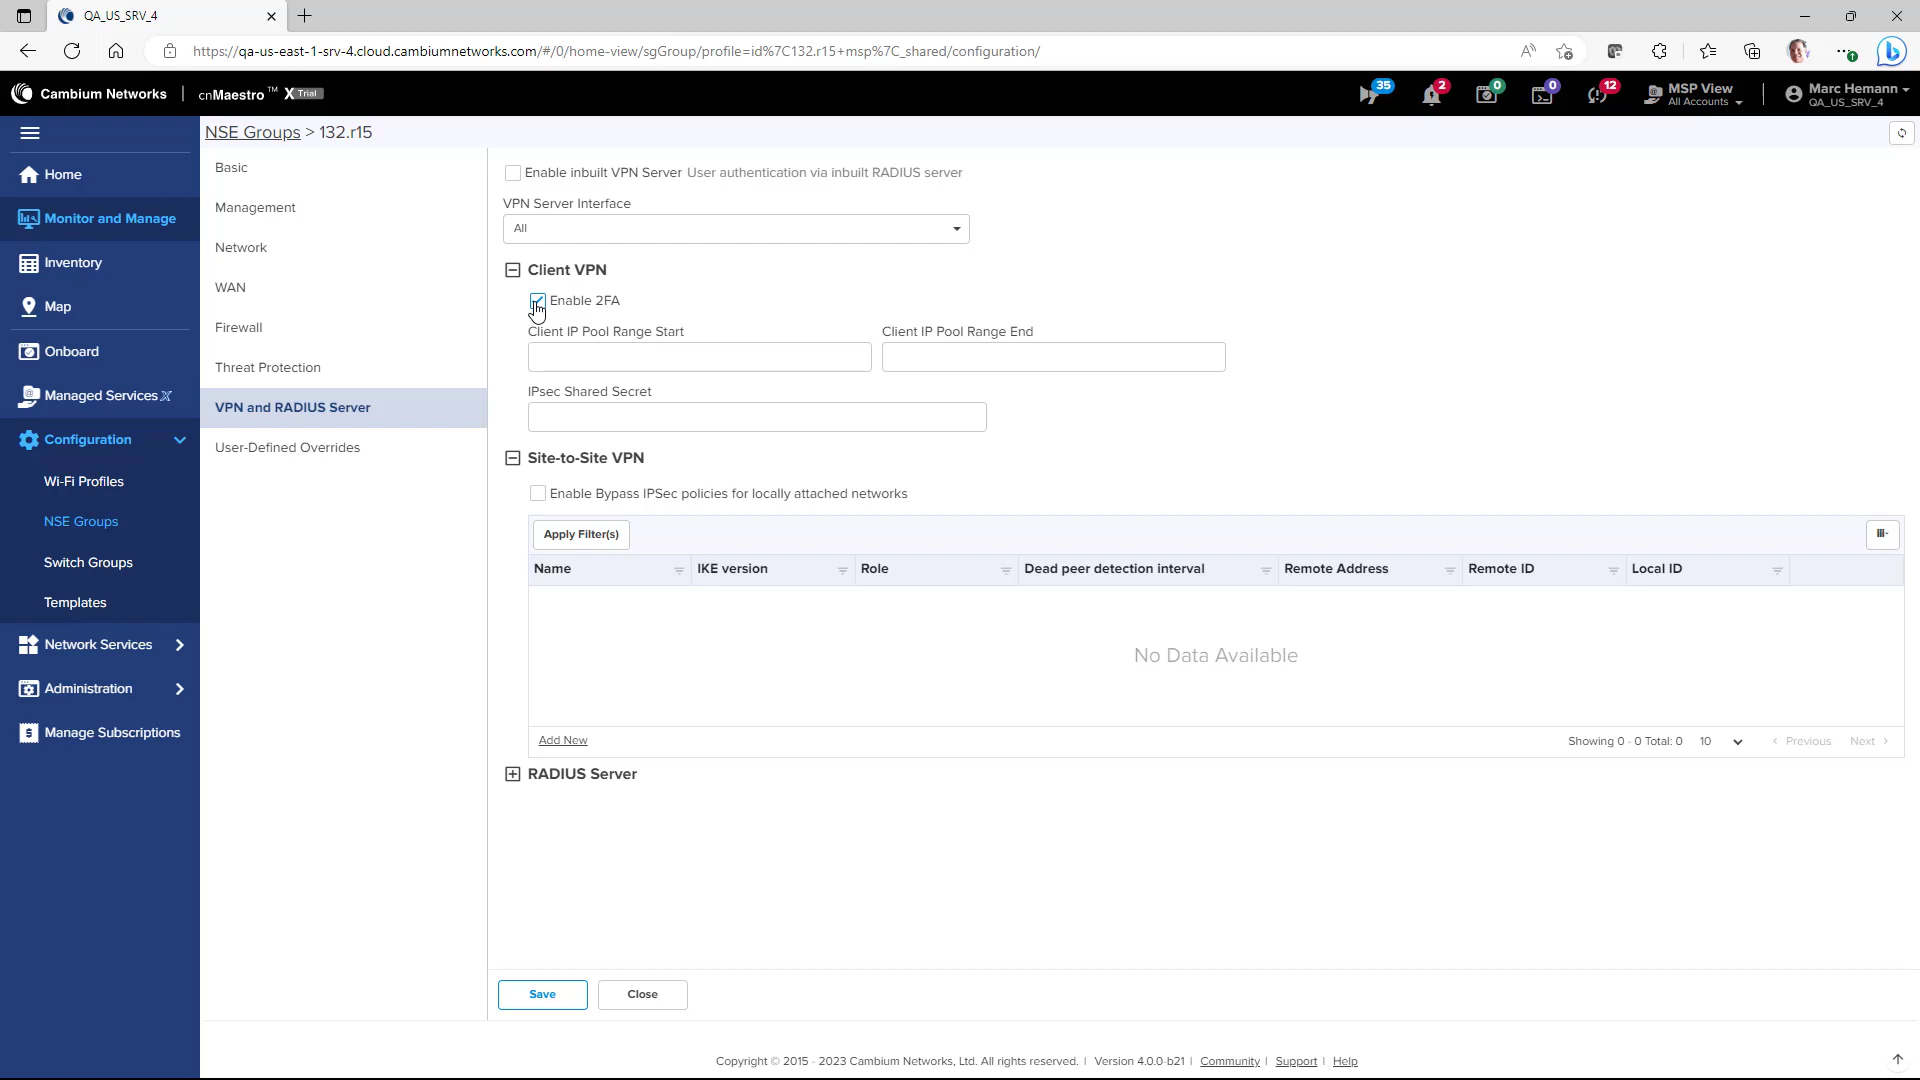 QA_US_SRV_4
https://qa-us-east-1-srv-4.cloud.cambiumnetworks.com/#/0/home-view/sgGroup/profile=id%7C132.r15+msp%7C_shared/configuration/
Cambium Networks | cnMaestro™ X Trial
35 2 0 0 12
MSP View
All Accounts
Marc Hemann
QA_US_SRV_4
NSE Groups > 132.r15
Home
Monitor and Manage
Inventory
Map
Onboard
Managed Services X
Configuration
Wi-Fi Profiles
NSE Groups
Switch Groups
Templates
Network Services
Administration
Manage Subscriptions
Basic
Management
Network
WAN
Firewall
Threat Protection
VPN and RADIUS Server
User-Defined Overrides
Enable inbuilt VPN Server User authentication via inbuilt RADIUS server
VPN Server Interface
All
Client VPN
Enable 2FA
Client IP Pool Range Start Client IP Pool Range End
IPsec Shared Secret
Site-to-Site VPN
Enable Bypass IPSec policies for locally attached networks
Apply Filter(s)
Name IKE version Role Dead peer detection interval Remote Address Remote ID Local ID
No Data Available
Add New Showing 0 - 0 Total: 0 10 < Previous Next >
RADIUS Server
Save Close
Copyright © 2015 - 2023 Cambium Networks, Ltd. All rights reserved. | Version 4.0.0-b21 | Community | Support | Help